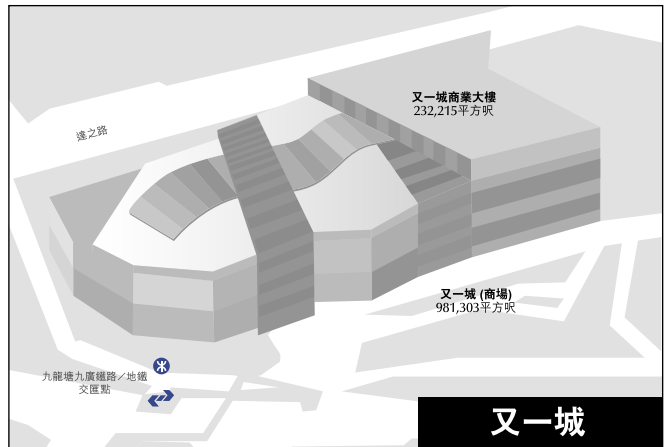 又一城商業大樓
232,215平方呎
達之路
又一城 (商場)
981,303平方呎
九龍塘九廣鐵路／地鐵
交匯點
又一城